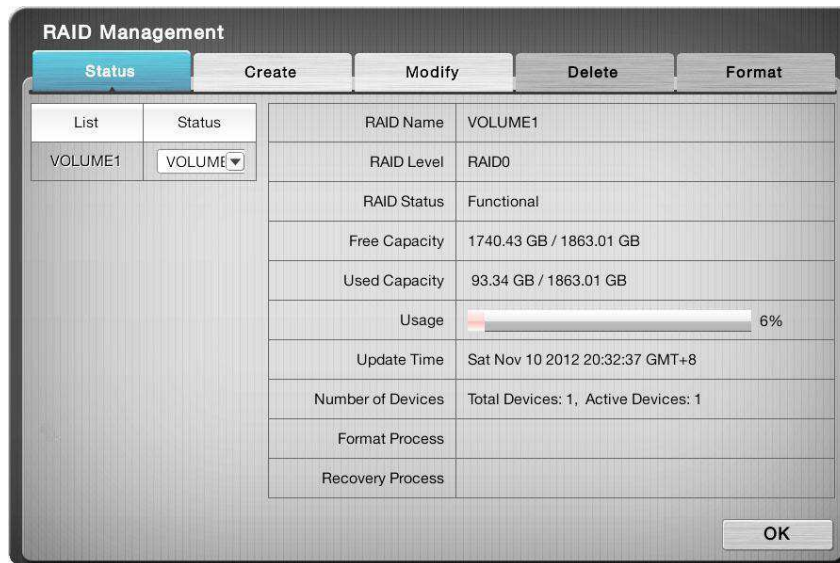 RAID Management
Status Create Modify Delete Format
List Status
VOLUME1 VOLUME
RAID Name VOLUME1
RAID Level RAID0
RAID Status Functional
Free Capacity 1740.43 GB / 1863.01 GB
Used Capacity 93.34 GB / 1863.01 GB
Usage 6%
Update Time Sat Nov 10 2012 20:32:37 GMT+8
Number of Devices Total Devices: 1, Active Devices: 1
Format Process
Recovery Process
OK